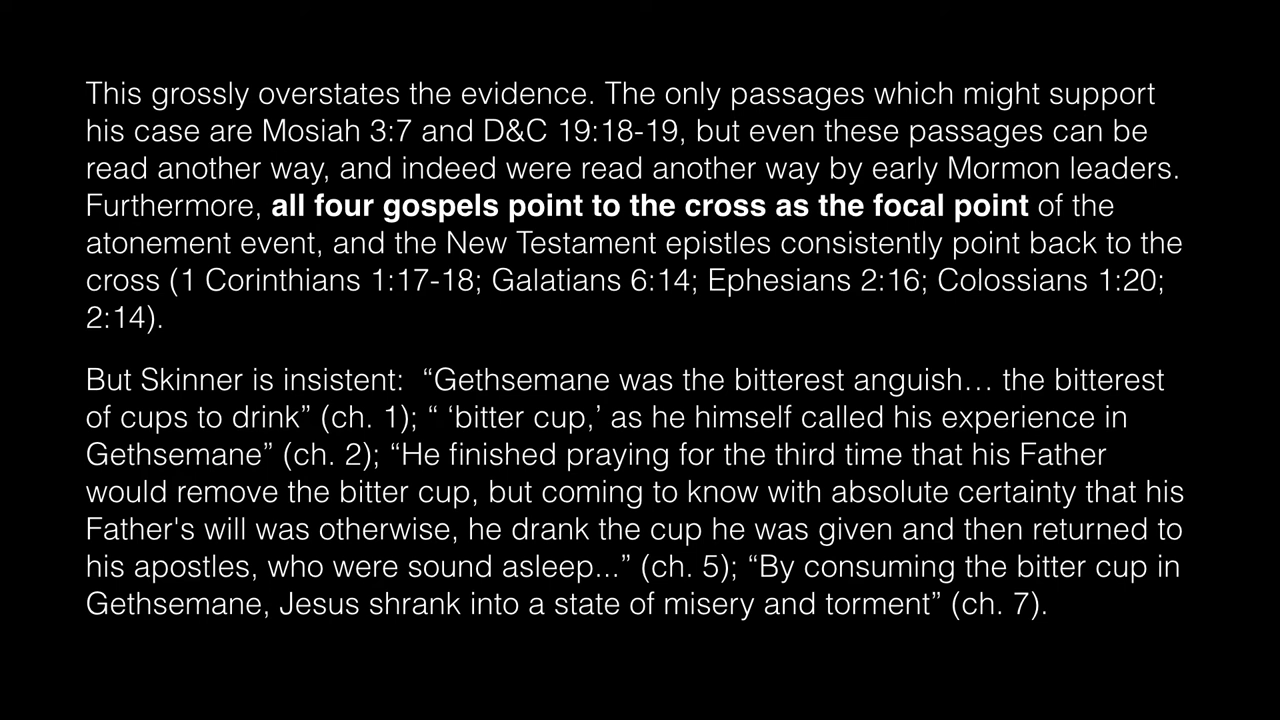 This grossly overstates the evidence. The only passages which might support
his case are Mosiah 3:7 and D&C 19:18-19, but even these passages can be
read another way, and indeed were read another way by early Mormon leaders.
Furthermore, all four gospels point to the cross as the focal point of the
atonement event, and the New Testament epistles consistently point back to the
cross (1 Corinthians 1:17-18; Galatians 6:14; Ephesians 2:16; Colossians 1:20;
2:14).
But Skinner is insistent:  “Gethsemane was the bitterest anguish… the bitterest
of cups to drink” (ch. 1); “ ‘bitter cup,’ as he himself called his experience in
Gethsemane” (ch. 2); “He finished praying for the third time that his Father
would remove the bitter cup, but coming to know with absolute certainty that his
Father's will was otherwise, he drank the cup he was given and then returned to
his apostles, who were sound asleep...” (ch. 5); “By consuming the bitter cup in
Gethsemane, Jesus shrank into a state of misery and torment” (ch. 7).